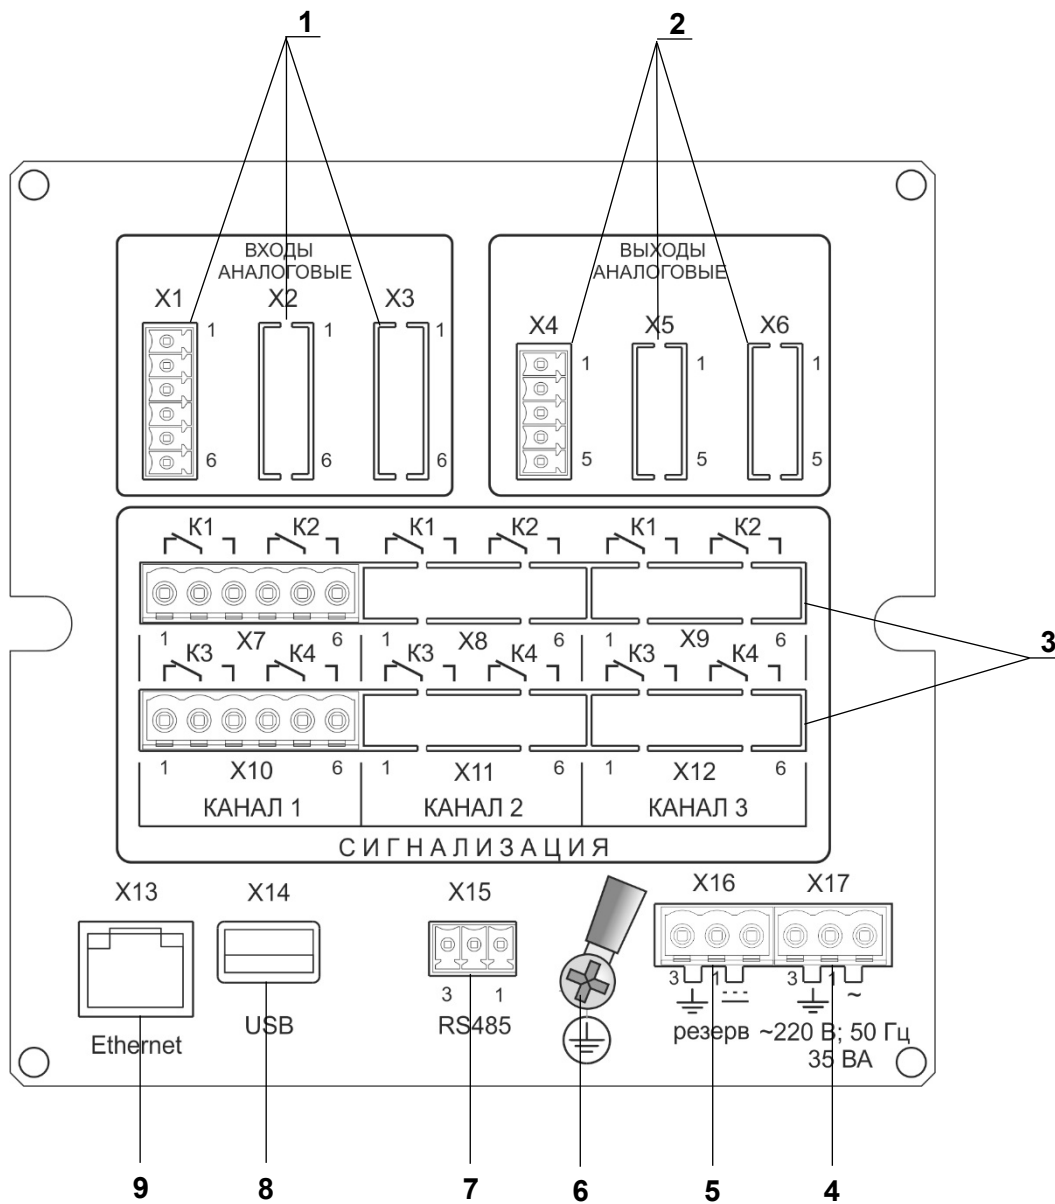 1
2
ВХОДЫ
АНАЛОГОВЫЕ
X1 X2 X3
1 1 1
6 6 6
ВЫХОДЫ
АНАЛОГОВЫЕ
X4 X5 X6
1 1 1
5 5 5
К1 К2 К1 К2 К1 К2
1 X7 6 1 X8 6 1 X9 6
3
К3 К4 К3 К4 К3 К4
1 X10 6 1 X11 6 1 X12 6
КАНАЛ 1 КАНАЛ 2 КАНАЛ 3
СИГНАЛИЗАЦИЯ
X13 X14 X15 X16 X17
3 1 3 1 3 1 ~
Ethernet
USB
RS485
резерв ~220 В; 50 Гц
35 ВА
9 8 7 6 5 4